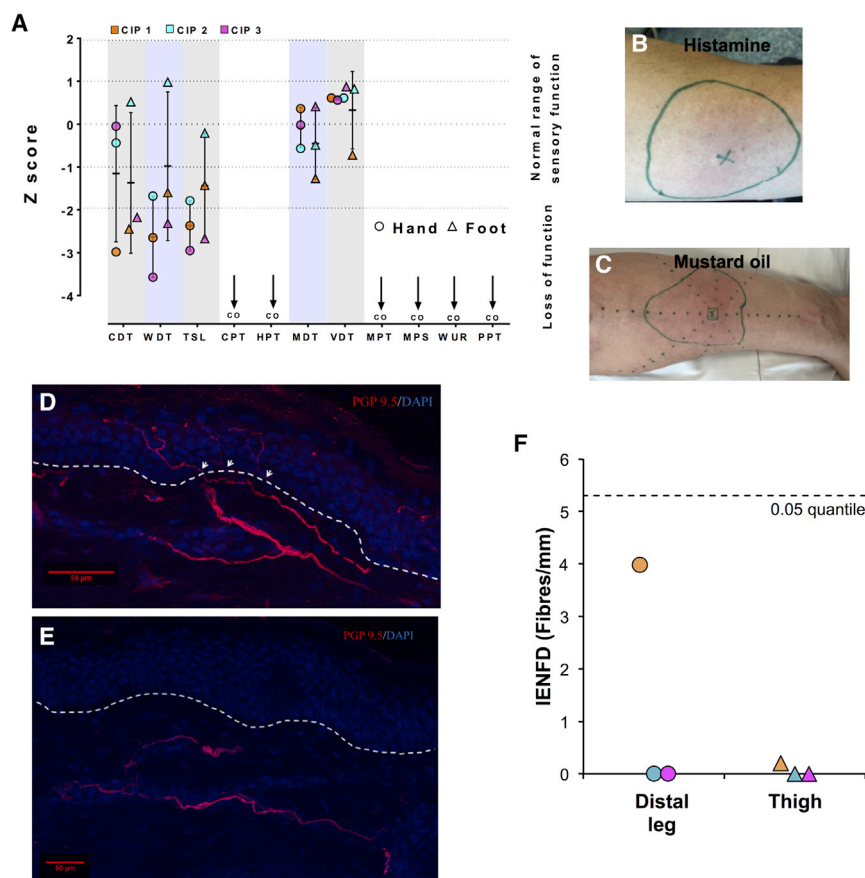 A
CIP 1 CIP 2 CIP 3
2
1
0
-1
-2
-3
-4
Z score
Hand Foot
co co co co co co
CDT WDT TSL CPT HPT MDT VDT MPT MPS WUR PPT
Normal range of
sensory function
Loss of function
B
Histamine
C
Mustard oil
D
PGP 9.5/DAPI
50 µm
E
PGP 9.5/DAPI
F
6
5
4
3
2
1
0
IENFD (Fibres/mm)
0.05 quantile
Distal
leg
Thigh